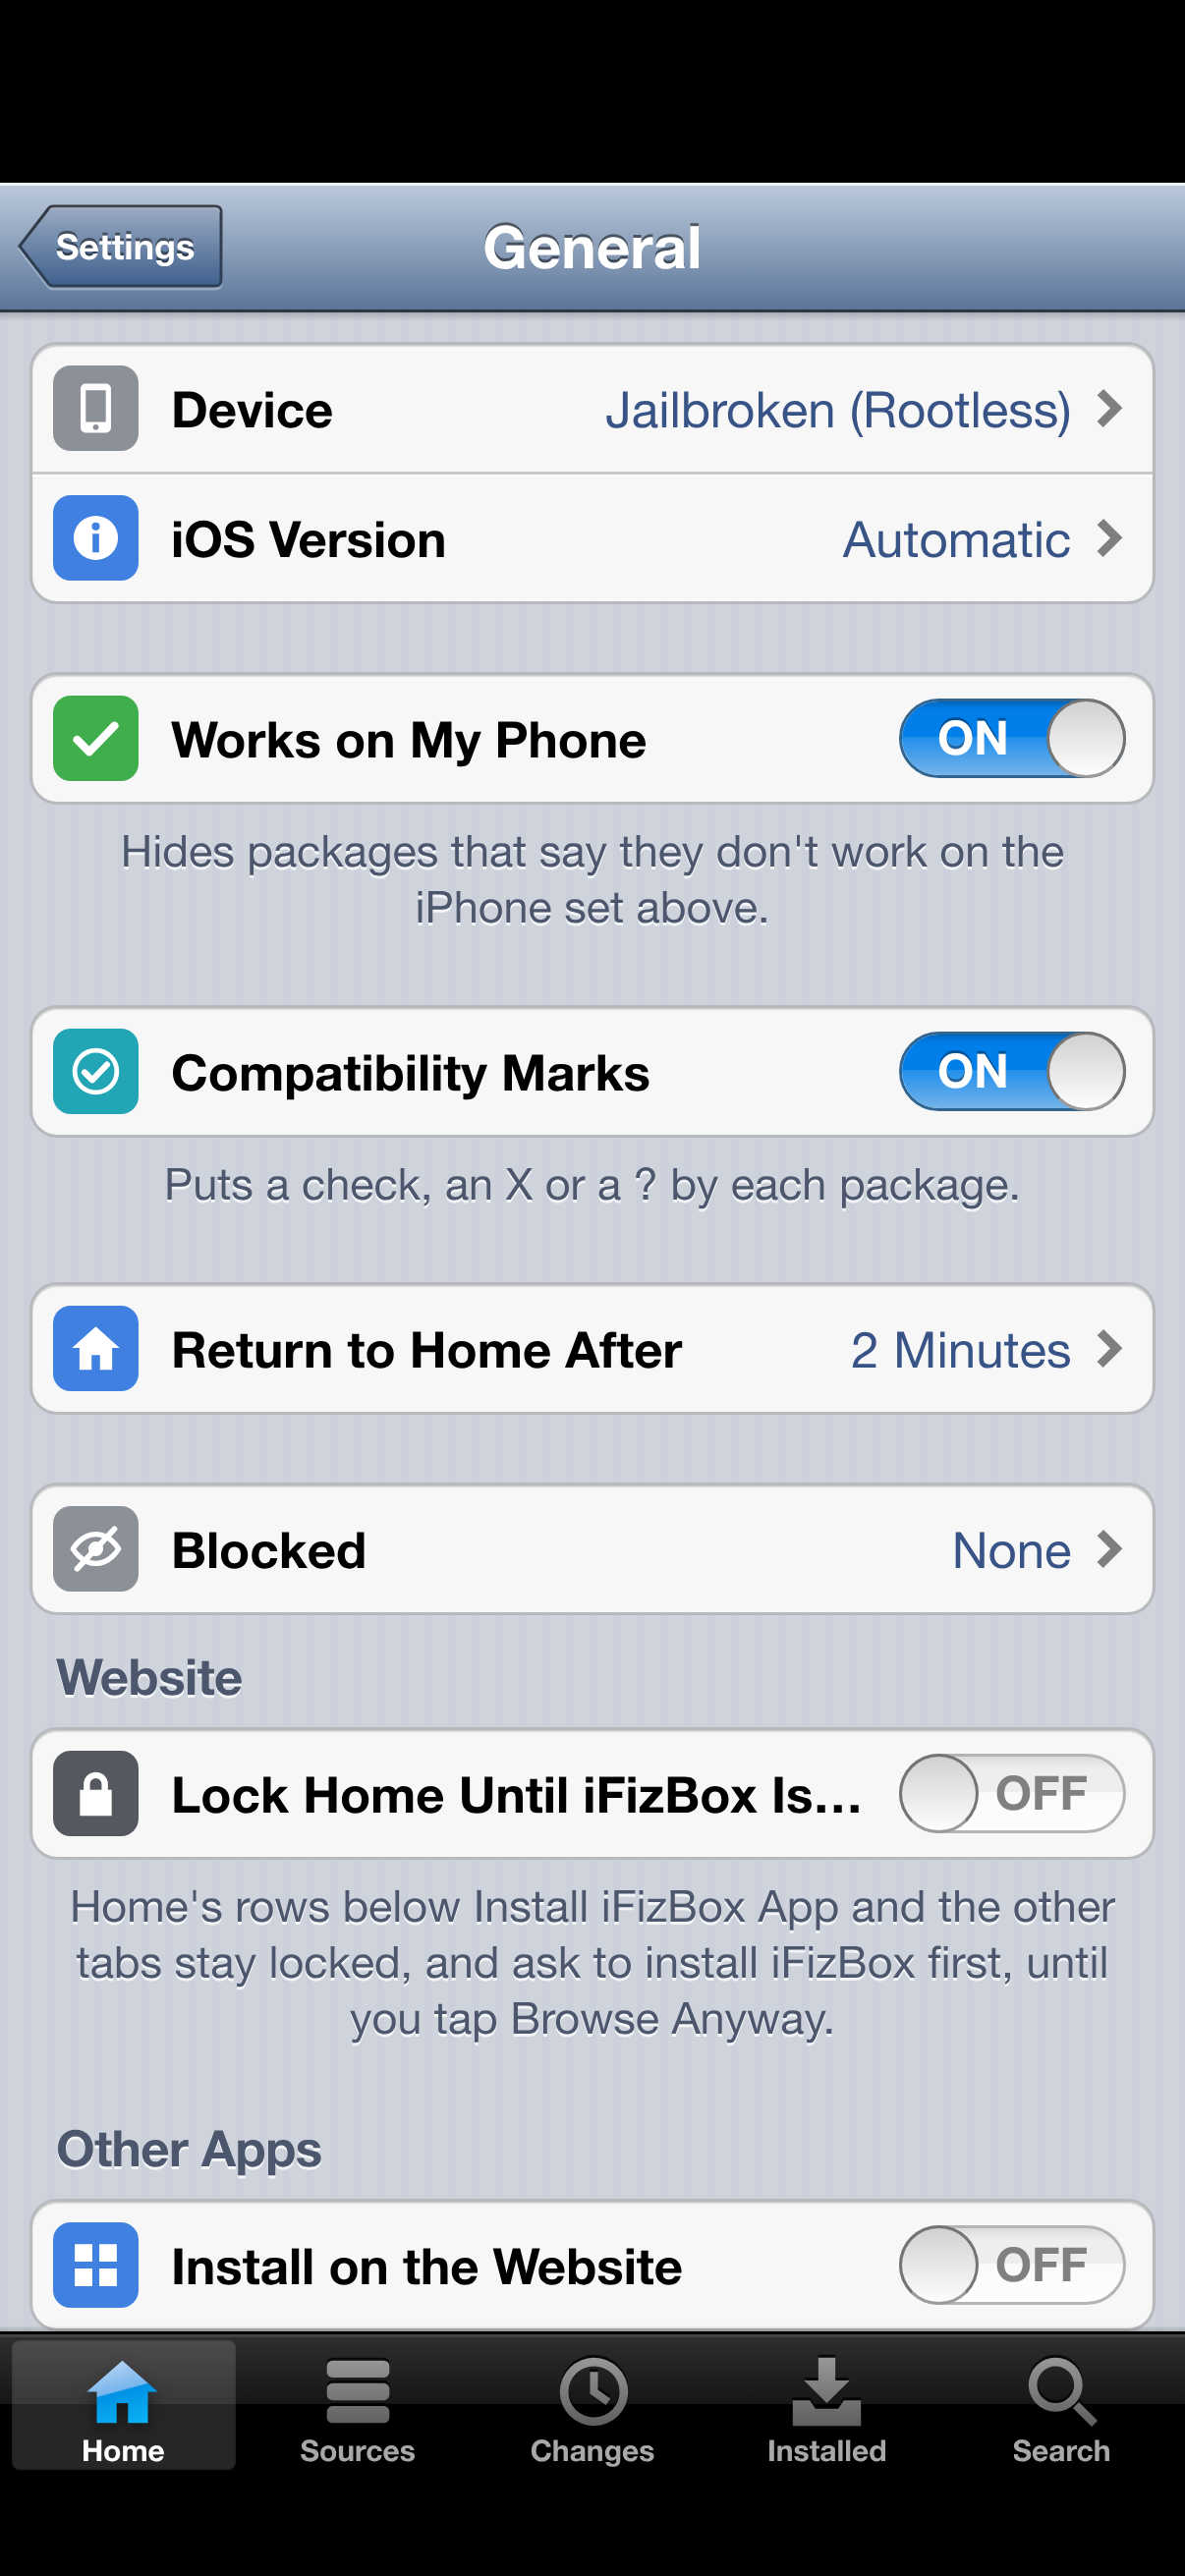 Settings
General
Device
Jailbroken (Rootless)
iOS Version
Automatic
Works on My Phone
ON
Hides packages that say they don't work on the
iPhone set above.
Compatibility Marks
ON
Puts a check, an X or a ? by each package.
Return to Home After
2 Minutes
Blocked
None
Website
Lock Home Until iFizBox Is...
OFF
Home's rows below Install iFizBox App and the other
tabs stay locked, and ask to install iFizBox first, until
you tap Browse Anyway.
Other Apps
Install on the Website
OFF
Home
Sources
Changes
Installed
Search